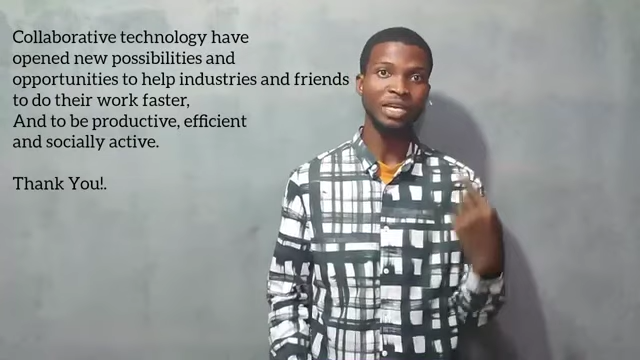 Collaborative technology have
opened new possibilities and
opportunities to help industries and friends
to do their work faster,
And to be productive, efficient
and socially active.
Thank You!.